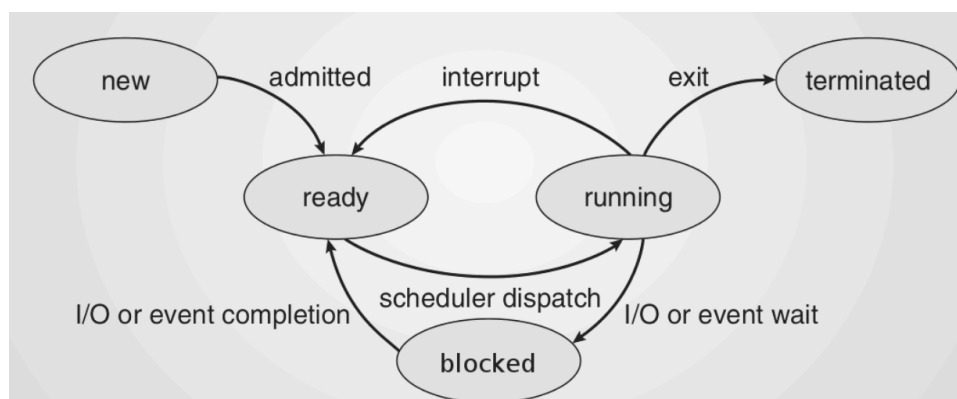 new
admitted
interrupt
exit
terminated
ready
running
scheduler dispatch
I/O or event completion
I/O or event wait
blocked